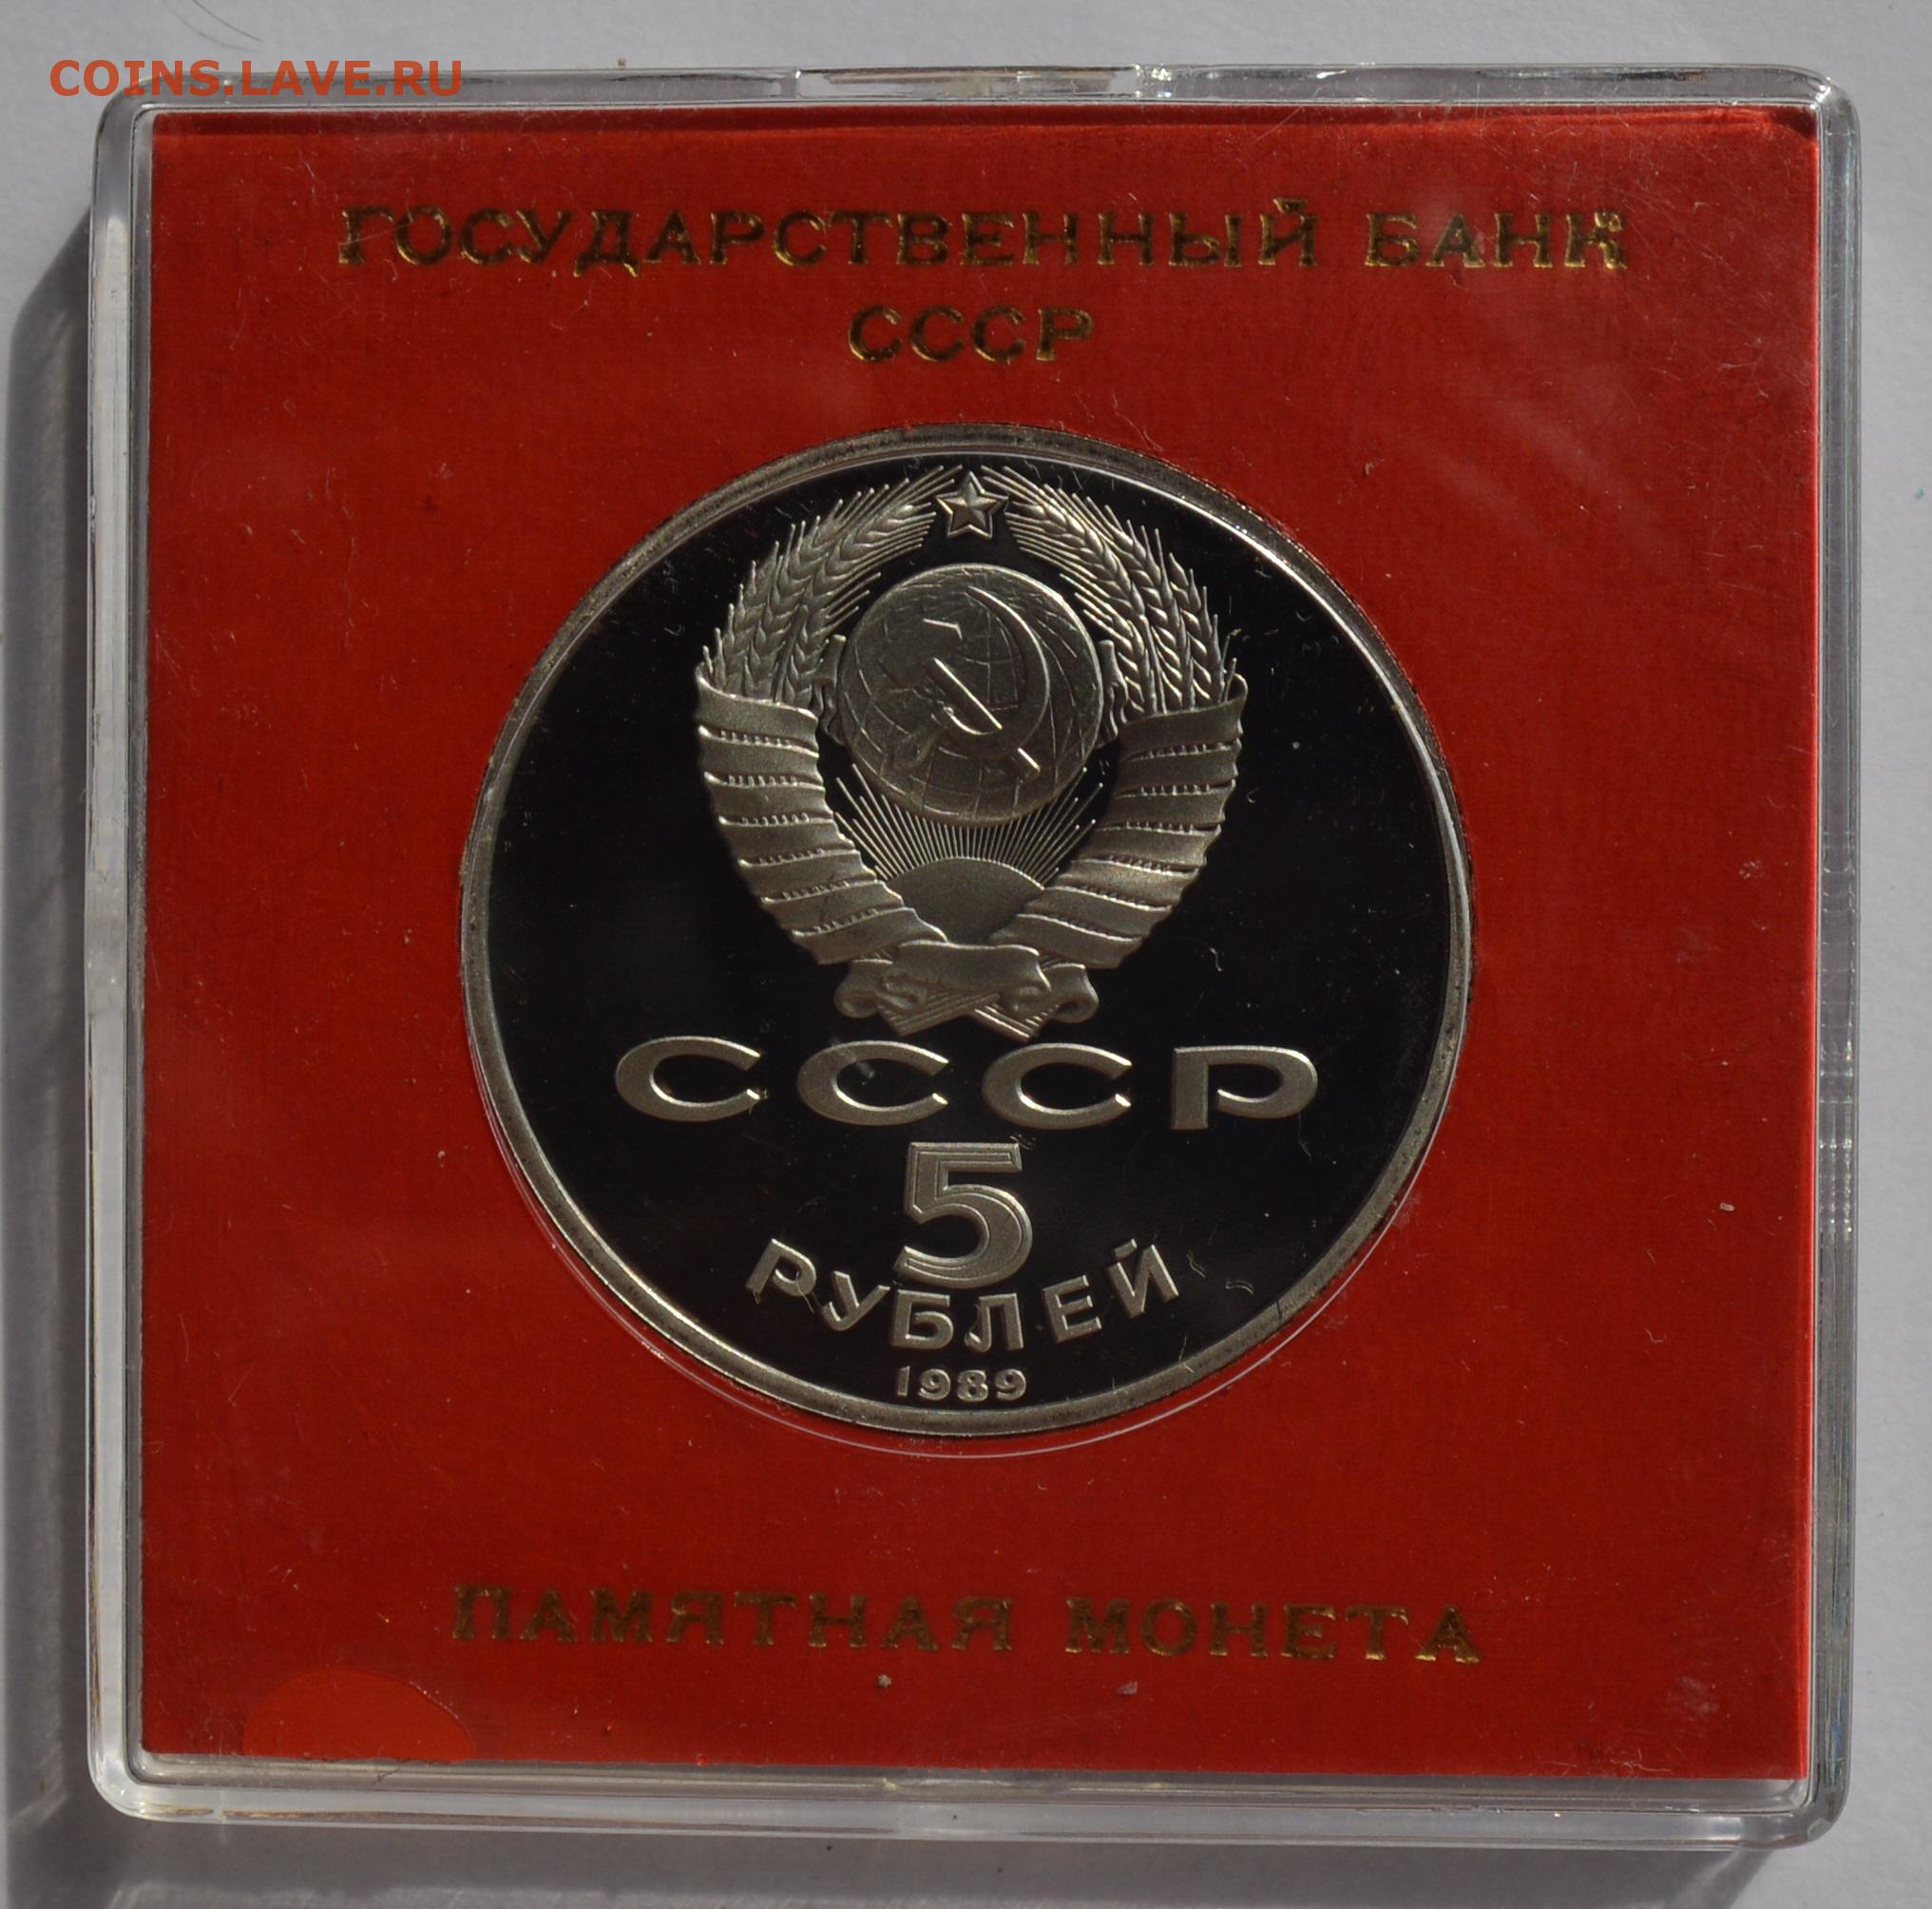 COINS.LAVE.RU
ГОСУДАРСТВЕННЫЙ БАНК
СССР
СССР
5
РУБЛЕЙ
1989
ПАМЯТНАЯ МОНЕТА